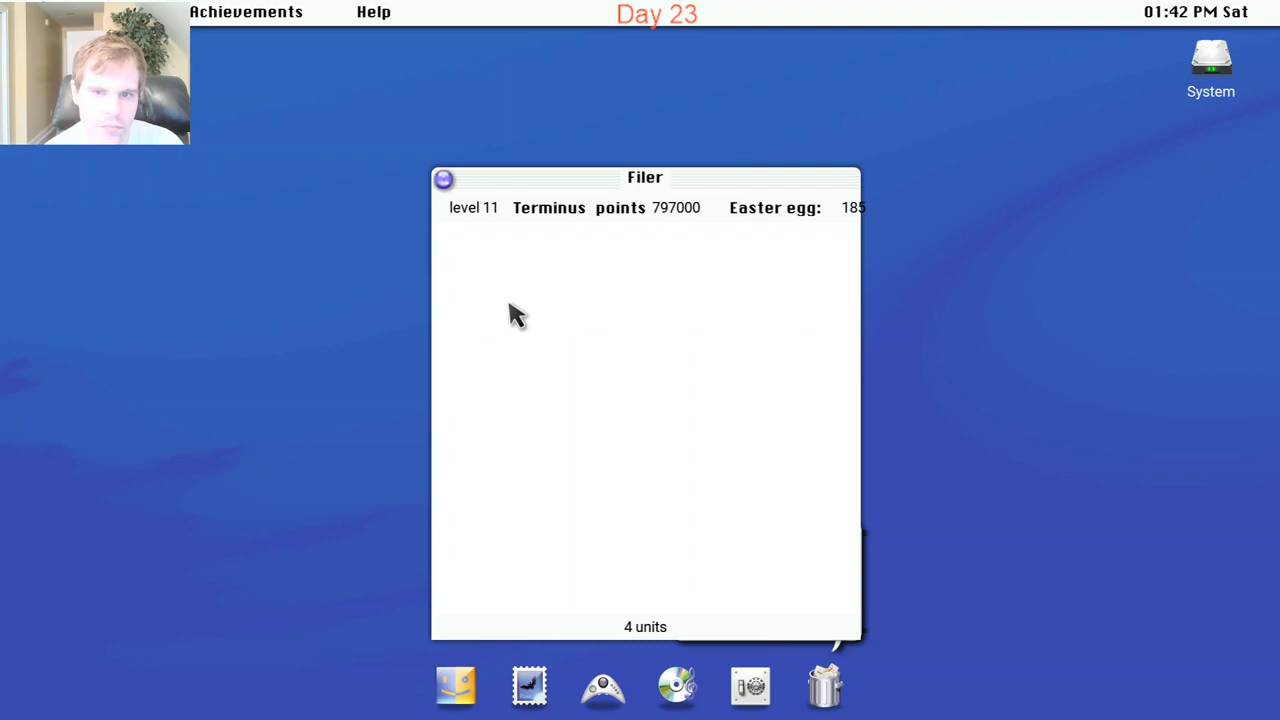 Achievements Help Day 23 01:42 PM Sat
System
Filer
level 11 Terminus points 797000 Easter egg: 185
4 units